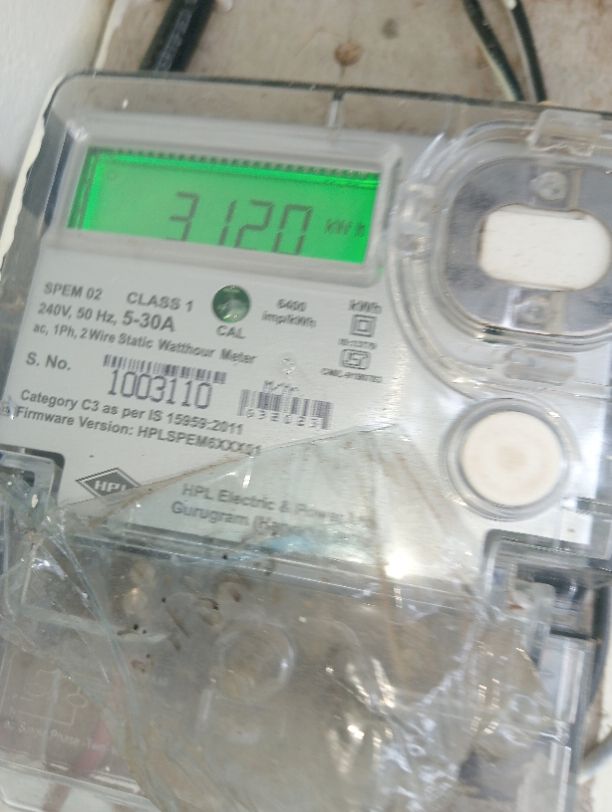 3120 kWh
SPEM 02 CLASS 1
240V, 50 Hz, 5-30A
CAL
6400
imp/kWh
kWh
ac, 1Ph, 2 Wire Static Watthour Meter
S. No.
1003110
Category C3 as per IS 15959:2011
Firmware Version:
HPL
HPL Electric & Power
Gurugram